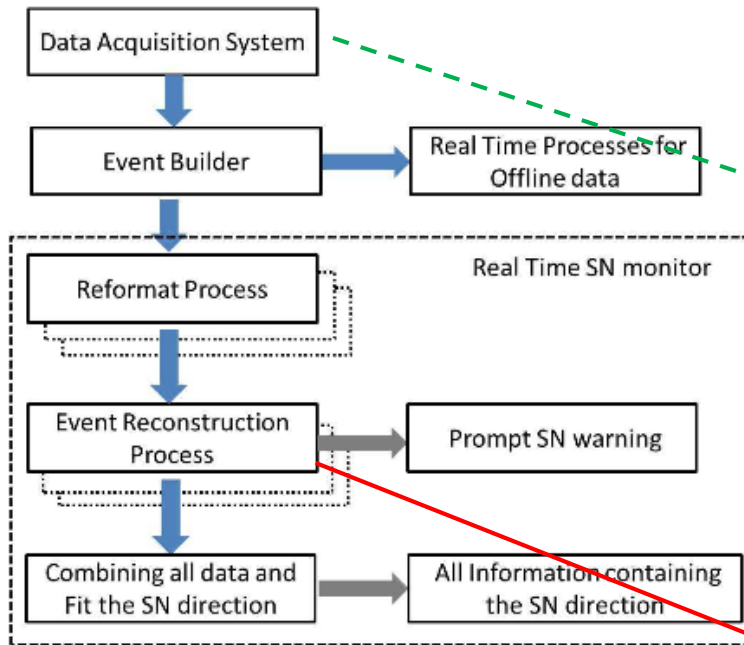 Data Acquisition System
Event Builder
Real Time Processes for
Offline data
Real Time SN monitor
Reformat Process
Event Reconstruction
Process
Prompt SN warning
Combining all data and
Fit the SN direction
All Information containing
the SN direction